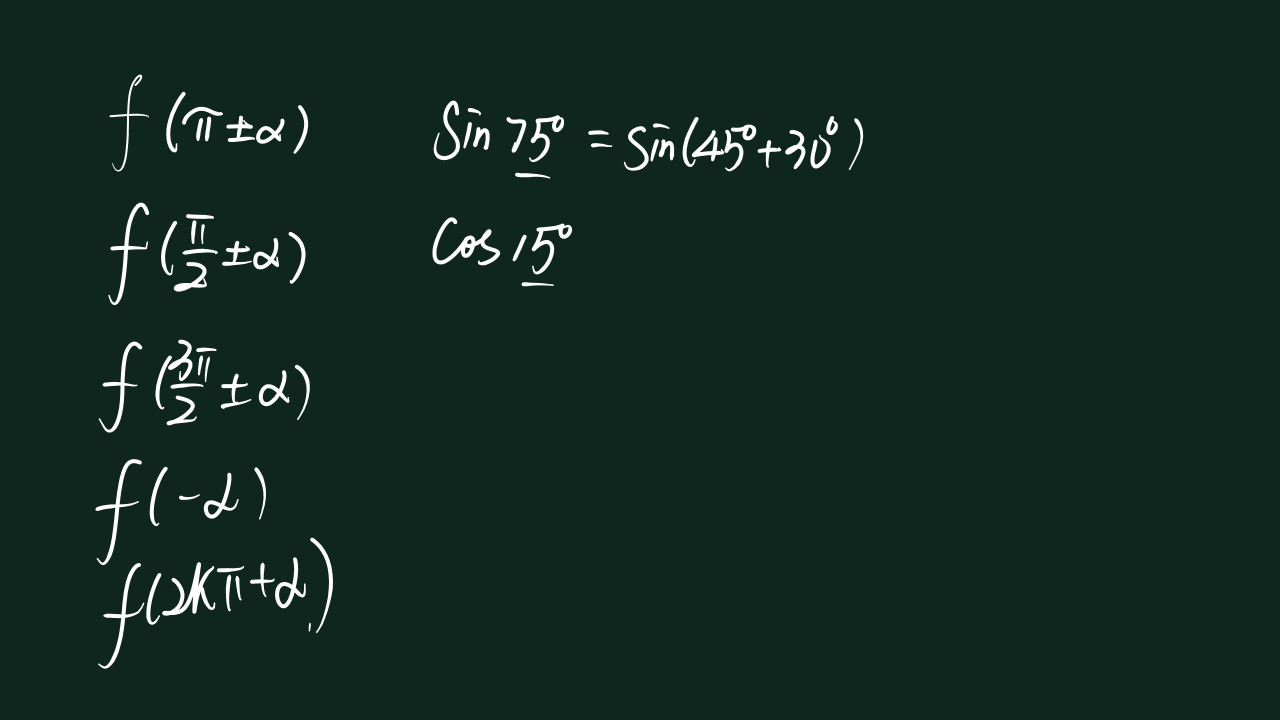 f(π±α)
sin 75° = sin(45°+30°)
f(π/2±α)
cos 15°
f(3π/2±α)
f(-α)
f(2kπ+α)